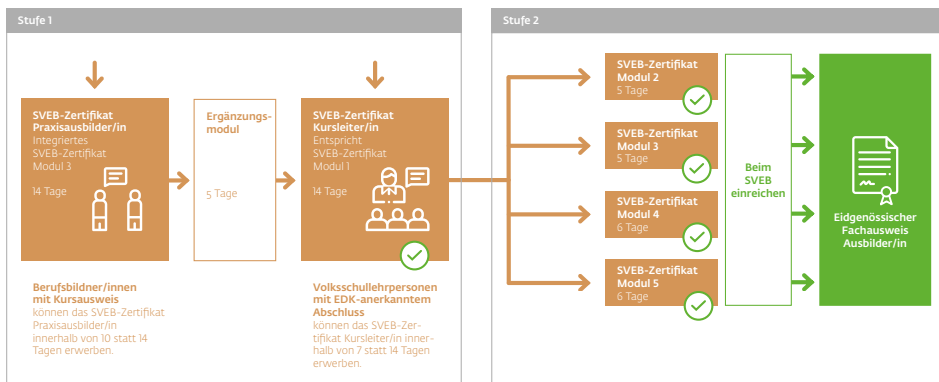 Stufe 1
SVEB-Zertifikat
Praxisausbilder/in
Integriertes
SVEB-Zertifikat
Modul 3
14 Tage
Ergänzungs-
modul
5 Tage
SVEB-Zertifikat
Kursleiter/in
Entspricht
SVEB-Zertifikat
Modul 1
14 Tage
Berufsbildner/innen
mit Kursausweis
können das SVEB-Zertifikat
Praxisausbilder/in
innerhalb von 10 statt 14
Tagen erwerben.
Volksschullehrpersonen
mit EDK-anerkanntem
Abschluss
können das SVEB-Zer-
tifikat Kursleiter/in inner-
halb von 7 statt 14 Tagen
erwerben.
Stufe 2
SVEB-Zertifikat
Modul 2
5 Tage
SVEB-Zertifikat
Modul 3
5 Tage
SVEB-Zertifikat
Modul 4
6 Tage
SVEB-Zertifikat
Modul 5
6 Tage
Beim
SVEB
einreichen
Eidgenössischer
Fachausweis
Ausbilder/in